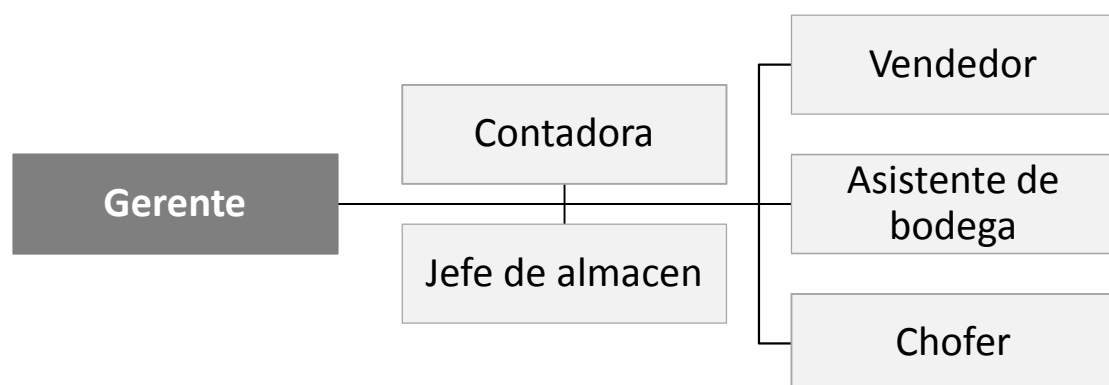 Gerente
Contadora
Jefe de almacen
Vendedor
Asistente de
bodega
Chofer